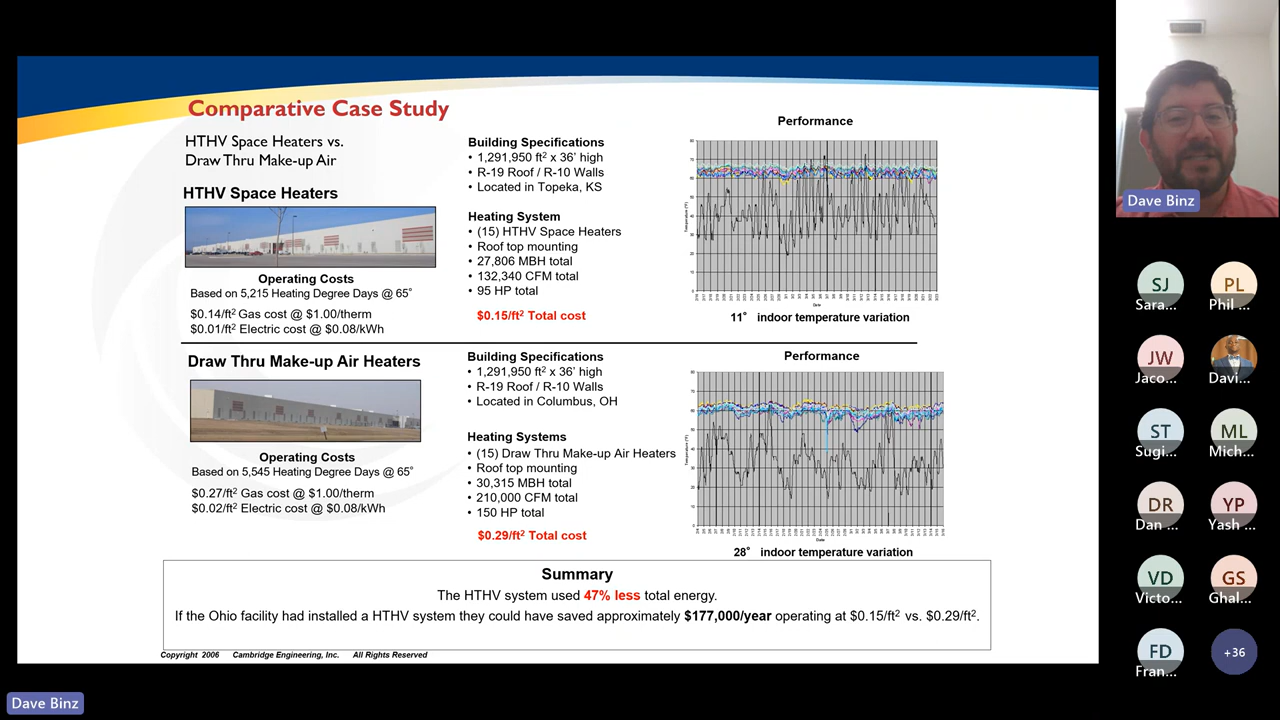 Comparative Case Study
HTHV Space Heaters vs.
Draw Thru Make-up Air
HTHV Space Heaters
Operating Costs
Based on 5,215 Heating Degree Days @ 65°
$0.14/ft² Gas cost @ $1.00/therm
$0.01/ft² Electric cost @ $0.08/kWh
Building Specifications
• 1,291,950 ft² x 36' high
• R-19 Roof / R-10 Walls
• Located in Topeka, KS
Heating System
• (15) HTHV Space Heaters
• Roof top mounting
• 27,806 MBH total
• 132,340 CFM total
• 95 HP total
$0.15/ft² Total cost
Performance
Temperature (°F)
Date
11° indoor temperature variation
Draw Thru Make-up Air Heaters
Operating Costs
Based on 5,545 Heating Degree Days @ 65°
$0.27/ft² Gas cost @ $1.00/therm
$0.02/ft² Electric cost @ $0.08/kWh
Building Specifications
• 1,291,950 ft² x 36' high
• R-19 Roof / R-10 Walls
• Located in Columbus, OH
Heating Systems
• (15) Draw Thru Make-up Air Heaters
• Roof top mounting
• 30,315 MBH total
• 210,000 CFM total
• 150 HP total
$0.29/ft² Total cost
Performance
Temperature (°F)
Date
28° indoor temperature variation
Summary
The HTHV system used 47% less total energy.
If the Ohio facility had installed a HTHV system they could have saved approximately $177,000/year operating at $0.15/ft² vs. $0.29/ft².
Copyright 2006 Cambridge Engineering, Inc. All Rights Reserved
Dave Binz
Dave Binz
SJ
Sara...
PL
Phil ...
JW
Jaco...
Davi...
ST
Sugi...
ML
Mich...
DR
Dan ...
YP
Yash ...
VD
Victo...
GS
Ghal...
FD
Fran...
+36